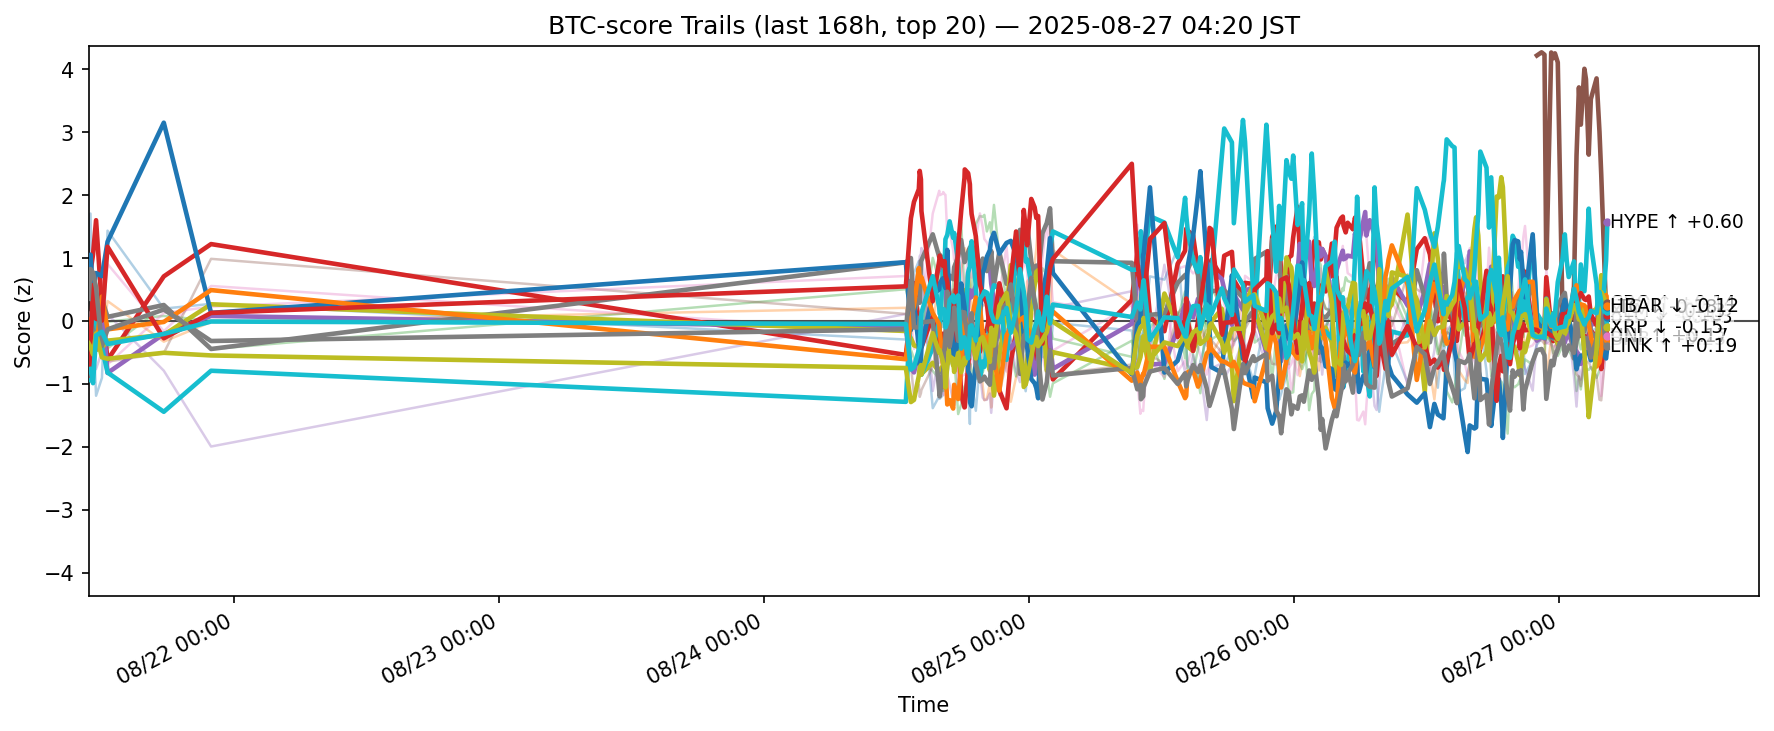 BTC-score Trails (last 168h, top 20) — 2025-08-27 04:20 JST
Score (z)
4
3
2
1
0
−1
−2
−3
−4
HYPE ↑ +0.60
HBAR ↓ -0.12
XRP ↓ -0.15
LINK ↑ +0.19
08/22 00:00
08/23 00:00
08/24 00:00
08/25 00:00
08/26 00:00
08/27 00:00
Time